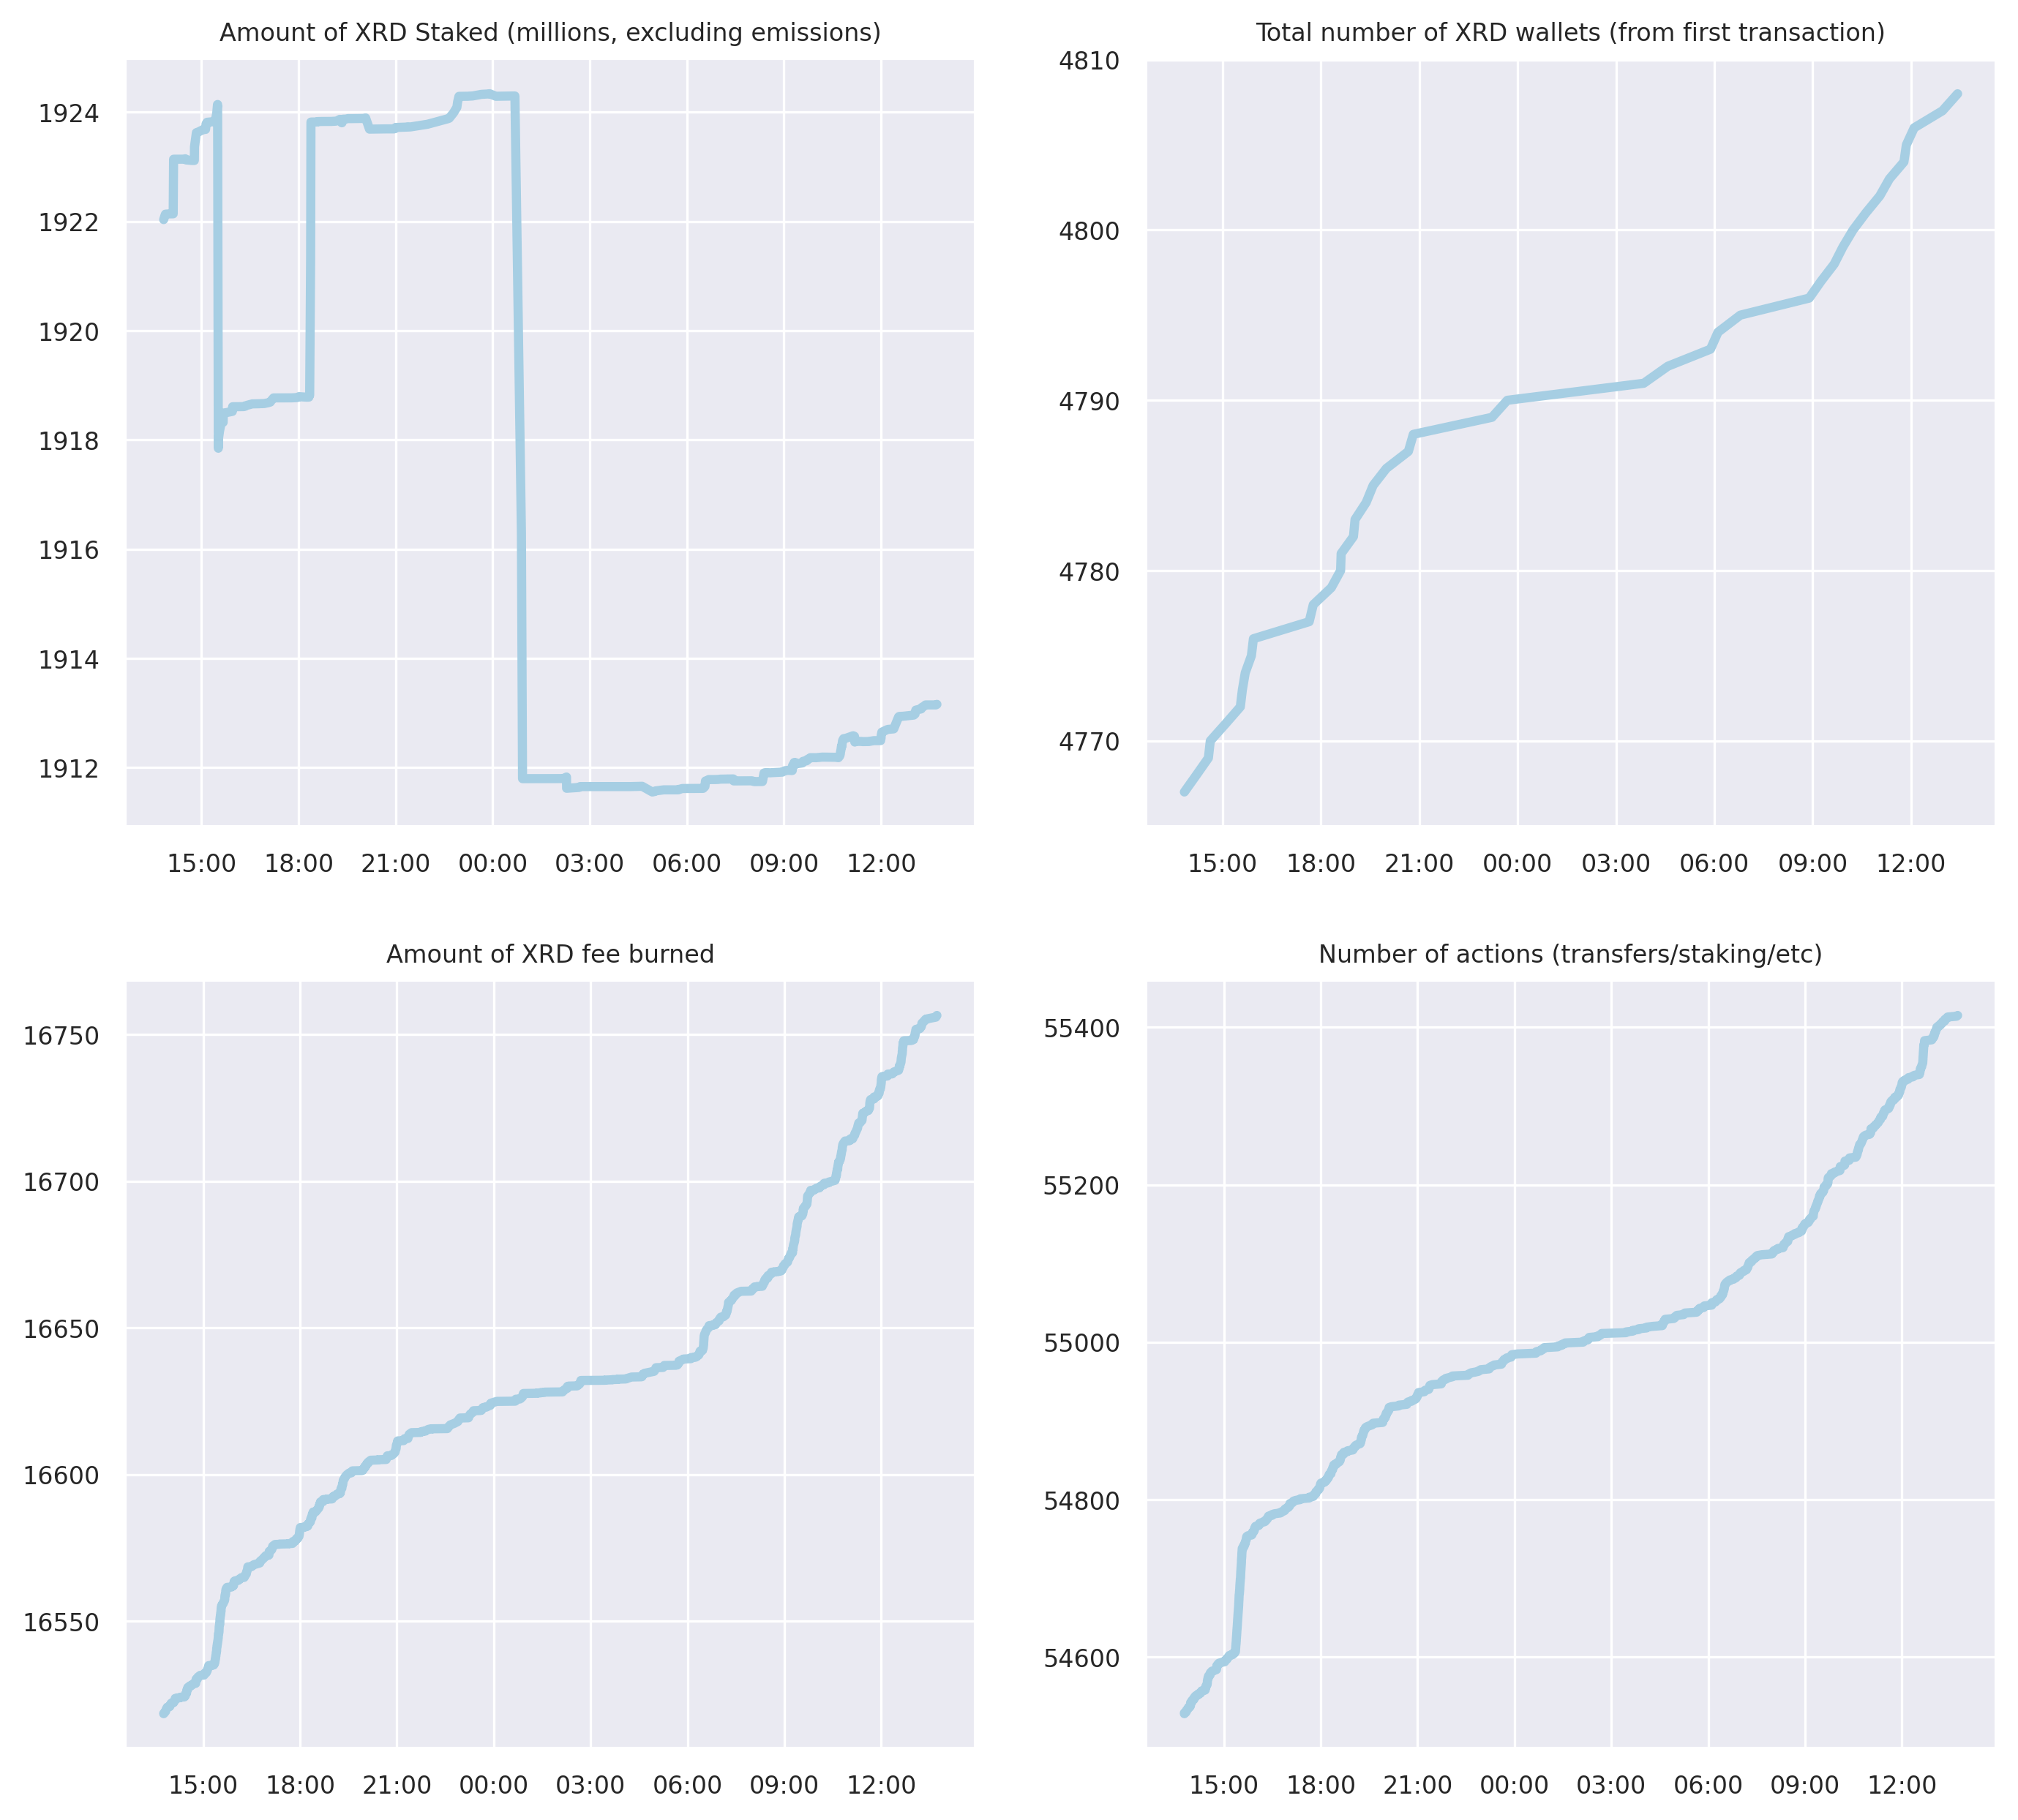 Amount of XRD Staked (millions, excluding emissions)
1924
1922
1920
1918
1916
1914
1912
15:00 18:00 21:00 00:00 03:00 06:00 09:00 12:00
Total number of XRD wallets (from first transaction)
4810
4800
4790
4780
4770
15:00 18:00 21:00 00:00 03:00 06:00 09:00 12:00
Amount of XRD fee burned
16750
16700
16650
16600
16550
15:00 18:00 21:00 00:00 03:00 06:00 09:00 12:00
Number of actions (transfers/staking/etc)
55400
55200
55000
54800
54600
15:00 18:00 21:00 00:00 03:00 06:00 09:00 12:00